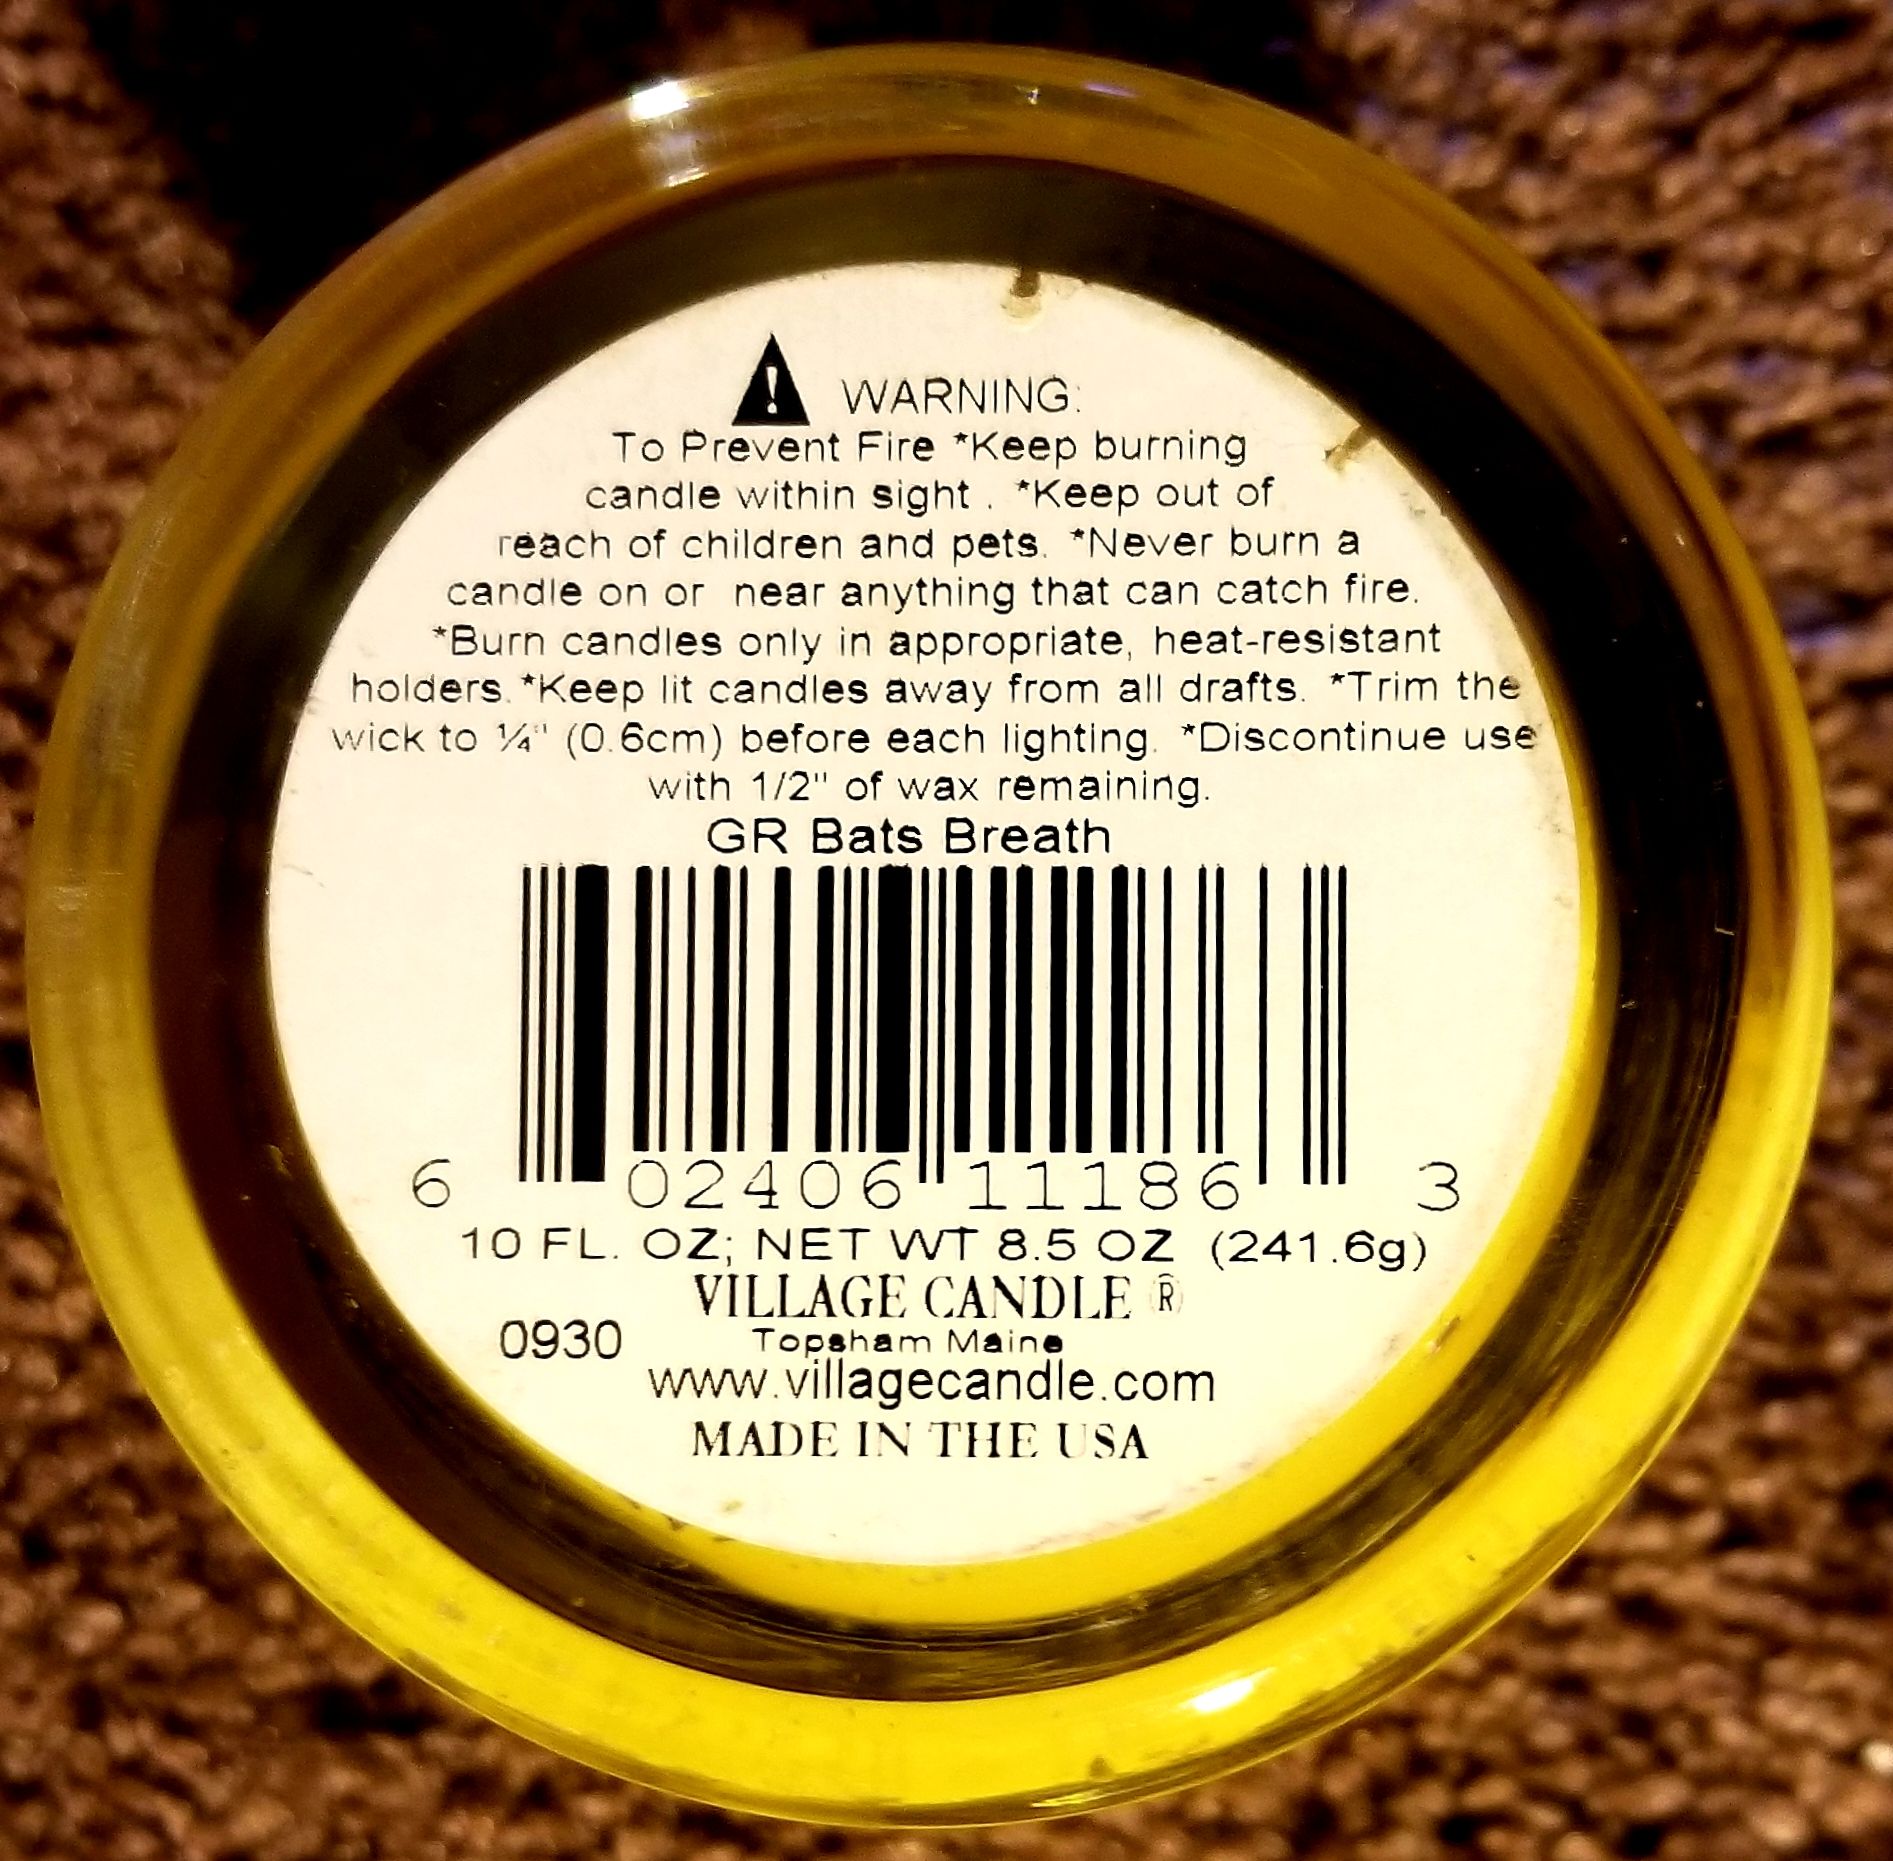 WARNING:
To Prevent Fire *Keep burning
candle within sight . *Keep out of
reach of children and pets. *Never burn a
candle on or near anything that can catch fire.
*Burn candles only in appropriate, heat-resistant
holders. *Keep lit candles away from all drafts. *Trim the
wick to ¼" (0.6cm) before each lighting. *Discontinue use
with 1/2" of wax remaining.
GR Bats Breath
6 02406 11186 3
10 FL. OZ; NET WT 8.5 OZ (241.6g)
VILLAGE CANDLE ®
0930 Topsham Maine
www.villagecandle.com
MADE IN THE USA